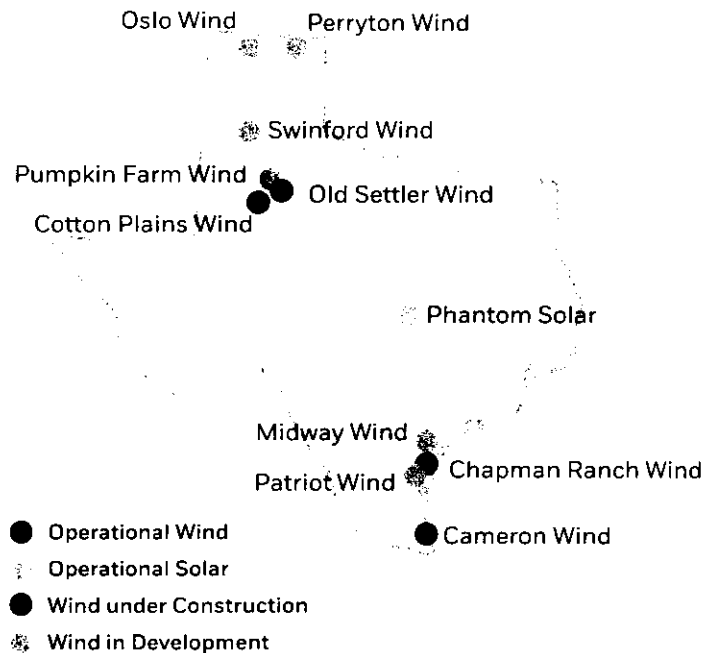 Oslo Wind
Perryton Wind
Swinford Wind
Pumpkin Farm Wind
Old Settler Wind
Cotton Plains Wind
Phantom Solar
Midway Wind
Chapman Ranch Wind
Patriot Wind
Cameron Wind
Operational Wind
Operational Solar
Wind under Construction
Wind in Development